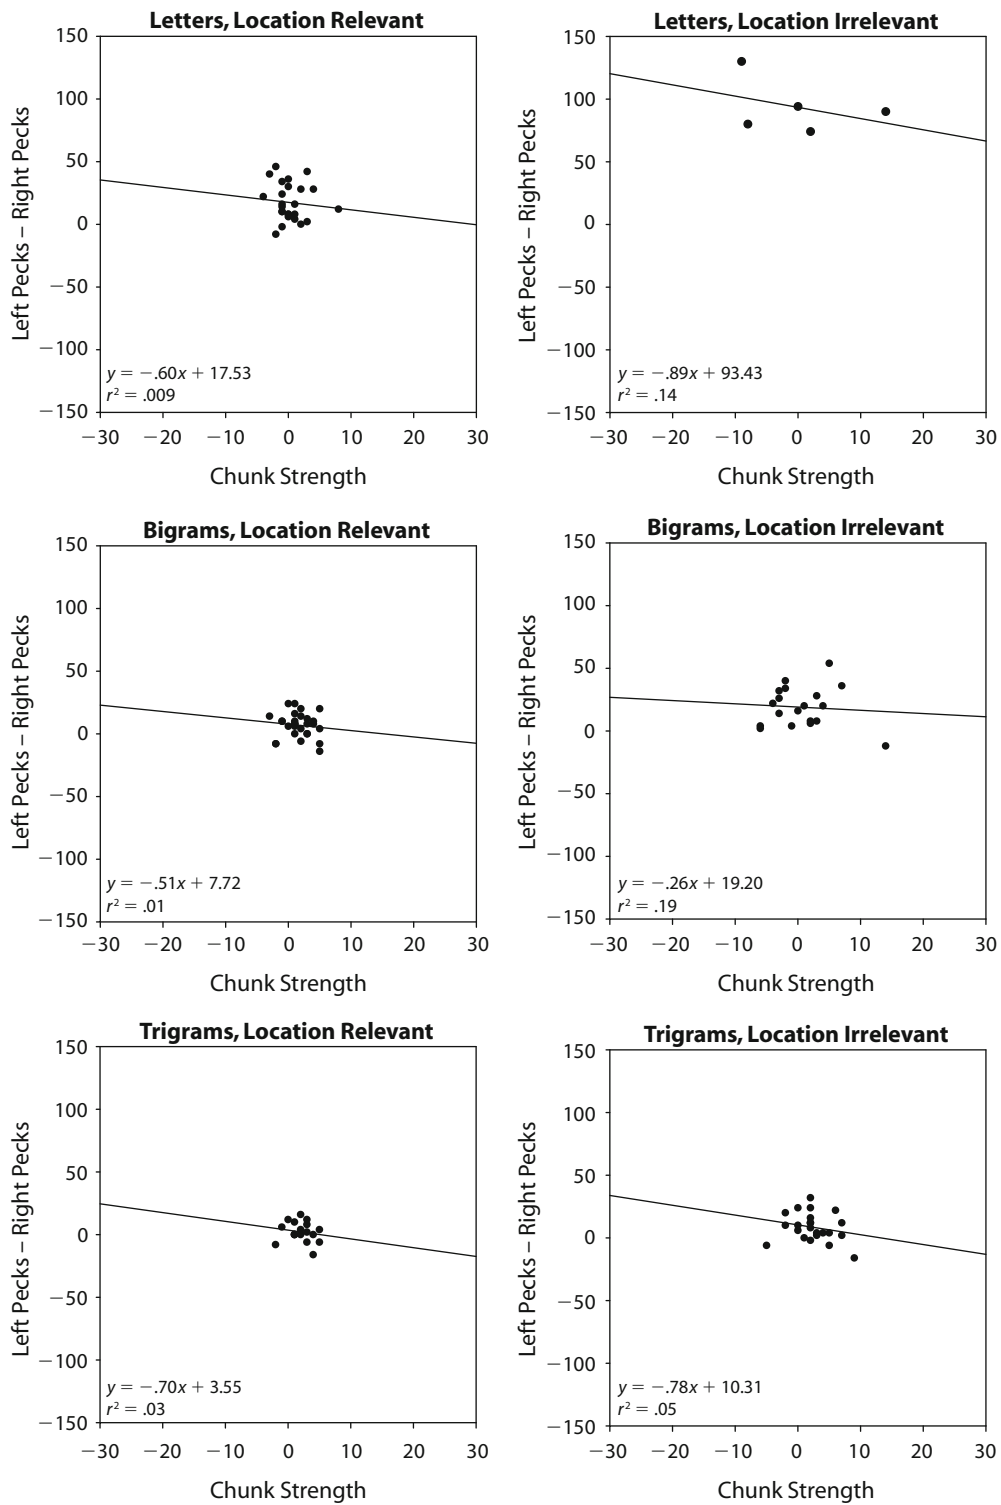 Letters, Location Relevant
150
100
50
0
−50
−100
−150
Left Pecks – Right Pecks
y = −.60x + 17.53
r² = .009
−30 −20 −10 0 10 20 30
Chunk Strength
Letters, Location Irrelevant
150
100
50
0
−50
−100
−150
Left Pecks – Right Pecks
y = −.89x + 93.43
r² = .14
−30 −20 −10 0 10 20 30
Chunk Strength
Bigrams, Location Relevant
150
100
50
0
−50
−100
−150
Left Pecks – Right Pecks
y = −.51x + 7.72
r² = .01
−30 −20 −10 0 10 20 30
Chunk Strength
Bigrams, Location Irrelevant
150
100
50
0
−50
−100
−150
Left Pecks – Right Pecks
y = −.26x + 19.20
r² = .19
−30 −20 −10 0 10 20 30
Chunk Strength
Trigrams, Location Relevant
150
100
50
0
−50
−100
−150
Left Pecks – Right Pecks
y = −.70x + 3.55
r² = .03
−30 −20 −10 0 10 20 30
Chunk Strength
Trigrams, Location Irrelevant
150
100
50
0
−50
−100
−150
Left Pecks – Right Pecks
y = −.78x + 10.31
r² = .05
−30 −20 −10 0 10 20 30
Chunk Strength